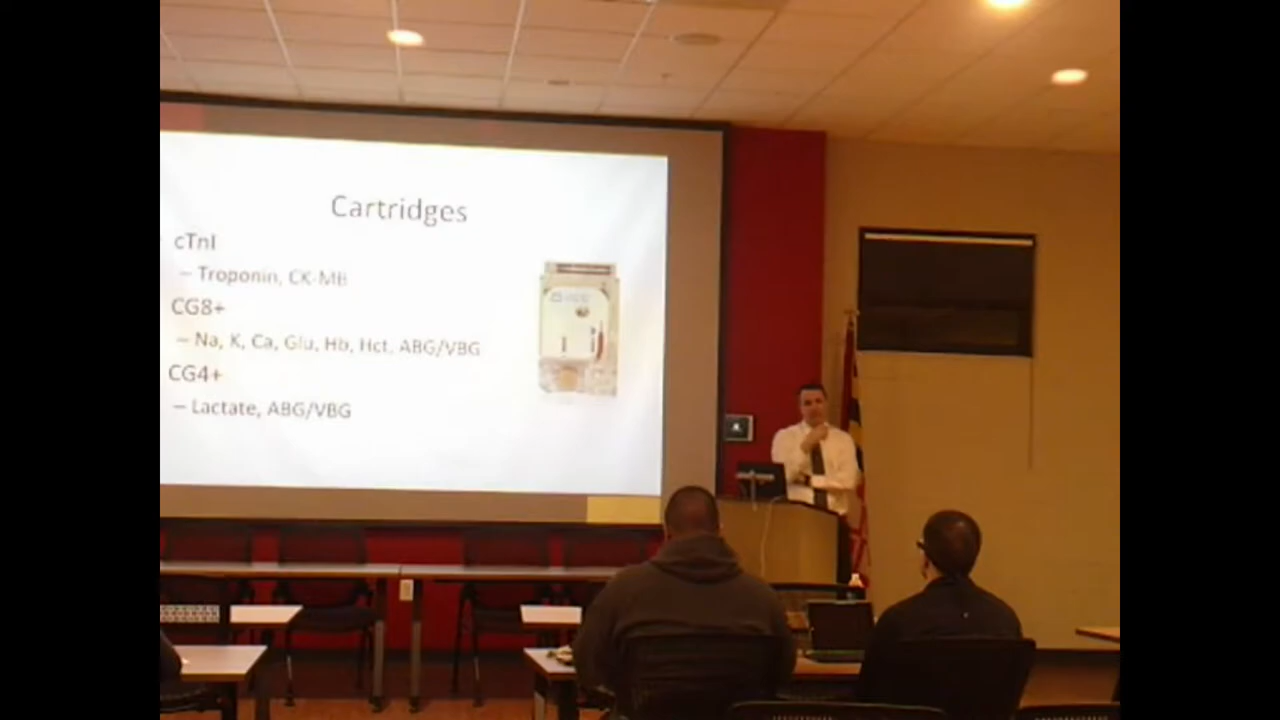 Cartridges
cTnI
– Troponin, CK-MB
CG8+
– Na, K, Ca, Glu, Hb, Hct, ABG/VBG
CG4+
– Lactate, ABG/VBG